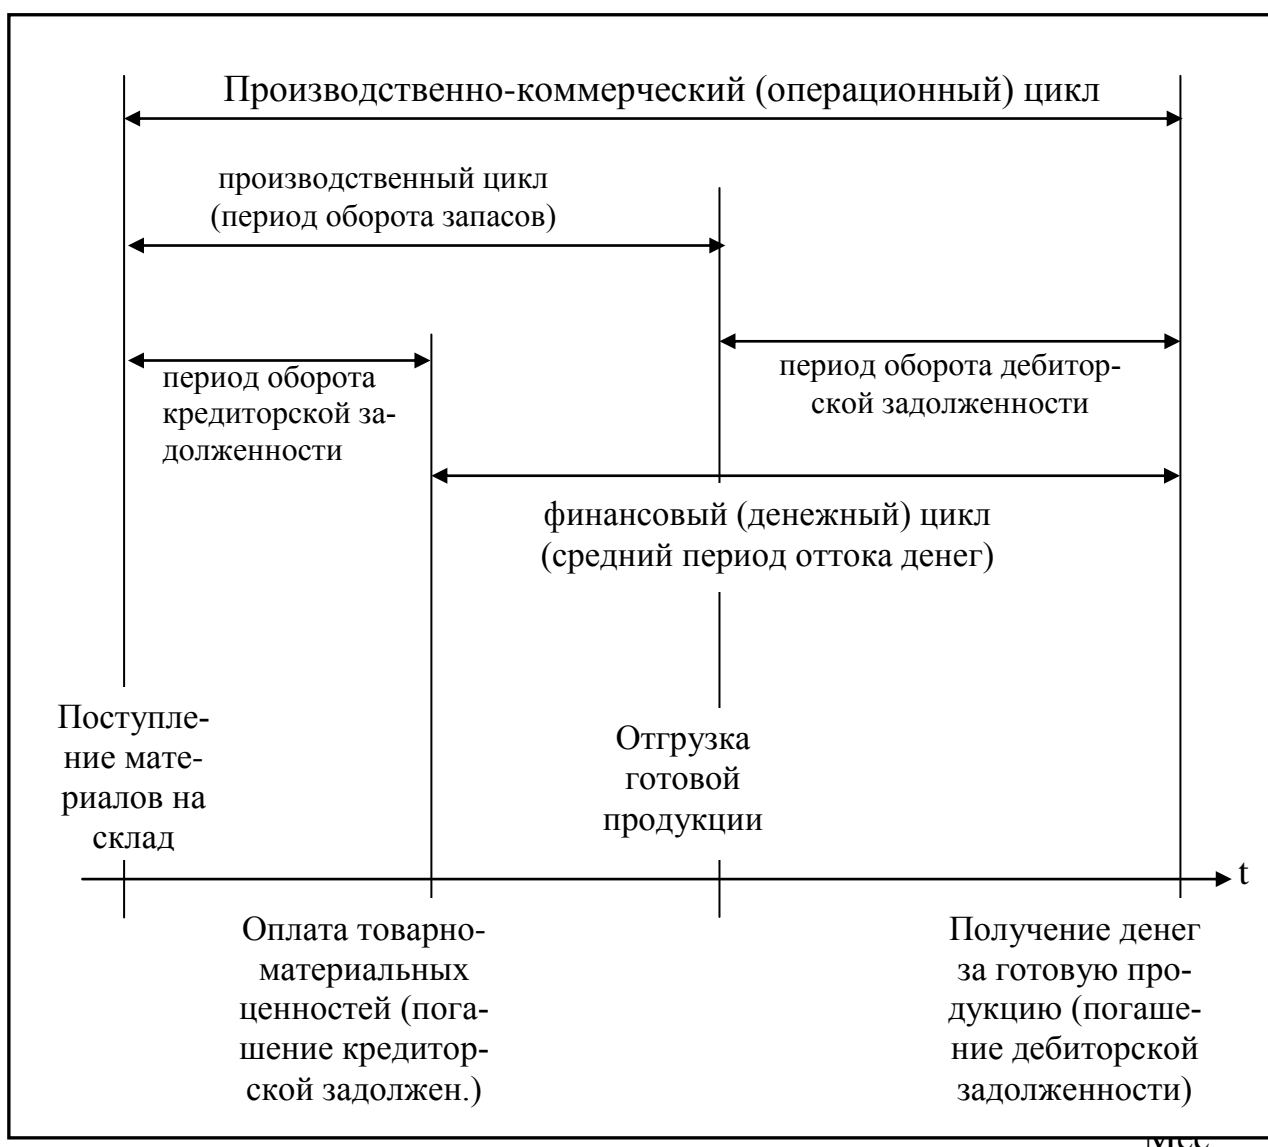 Производственно-коммерческий (операционный) цикл
производственный цикл
(период оборота запасов)
период оборота
кредиторской за-
долженности
период оборота дебитор-
ской задолженности
финансовый (денежный) цикл
(средний период оттока денег)
Поступле-
ние мате-
риалов на
склад
Отгрузка
готовой
продукции
t
Оплата товарно-
материальных
ценностей (пога-
шение кредитор-
ской задолжен.)
Получение денег
за готовую про-
дукцию (погаше-
ние дебиторской
задолженности)